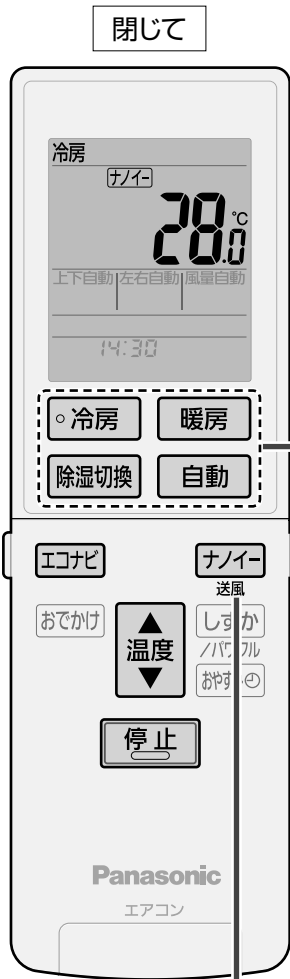 閉じて
冷房
ナノイー
28.0℃
上下自動 左右自動 風量自動
14:30
冷房 暖房
除湿切換 自動
エコナビ ナノイー
送風
おでかけ 温度 しずか
/パワフル
おやすみ
停止
Panasonic
エアコン